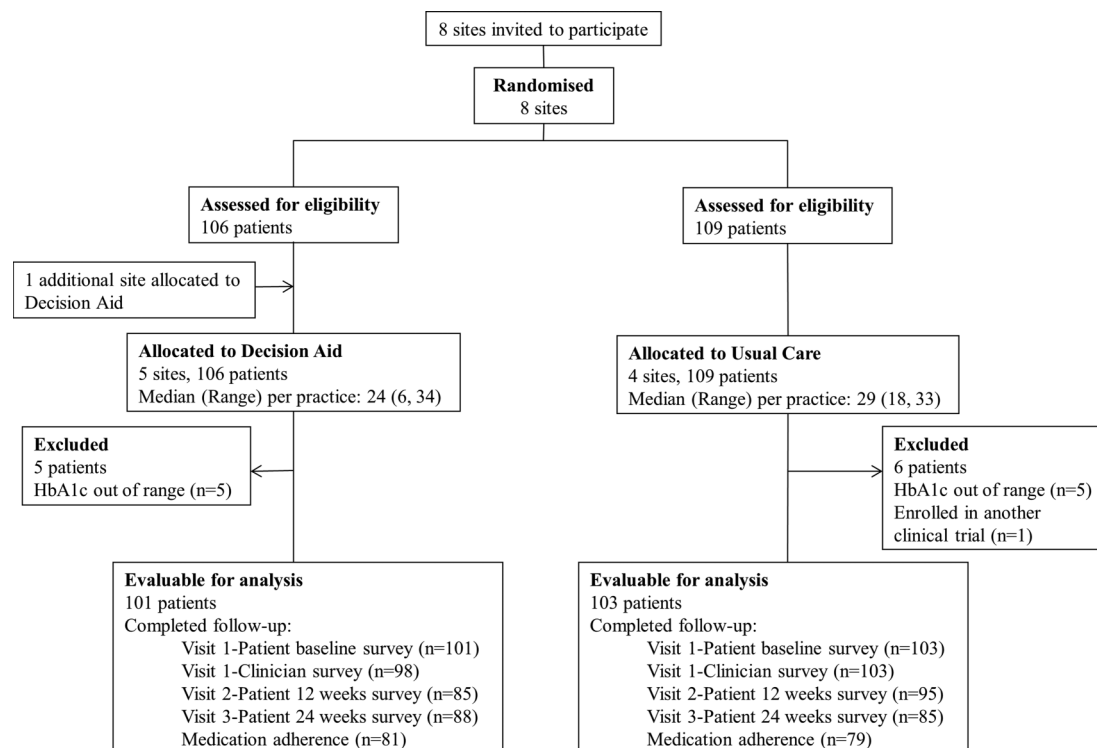 8 sites invited to participate
Randomised
8 sites
Assessed for eligibility
106 patients
Assessed for eligibility
109 patients
1 additional site allocated to
Decision Aid
Allocated to Decision Aid
5 sites, 106 patients
Median (Range) per practice: 24 (6, 34)
Allocated to Usual Care
4 sites, 109 patients
Median (Range) per practice: 29 (18, 33)
Excluded
5 patients
HbA1c out of range (n=5)
Excluded
6 patients
HbA1c out of range (n=5)
Enrolled in another
clinical trial (n=1)
Evaluable for analysis
101 patients
Completed follow-up:
Visit 1-Patient baseline survey (n=101)
Visit 1-Clinician survey (n=98)
Visit 2-Patient 12 weeks survey (n=85)
Visit 3-Patient 24 weeks survey (n=88)
Medication adherence (n=81)
Evaluable for analysis
103 patients
Completed follow-up:
Visit 1-Patient baseline survey (n=103)
Visit 1-Clinician survey (n=103)
Visit 2-Patient 12 weeks survey (n=95)
Visit 3-Patient 24 weeks survey (n=85)
Medication adherence (n=79)